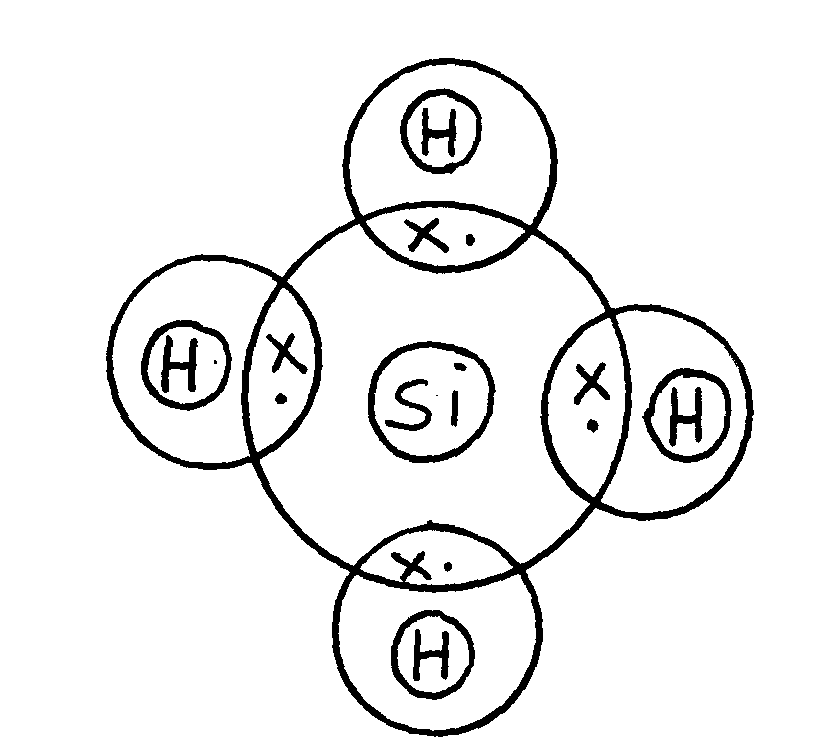 H
X .
H X . Si X . H
X .
H